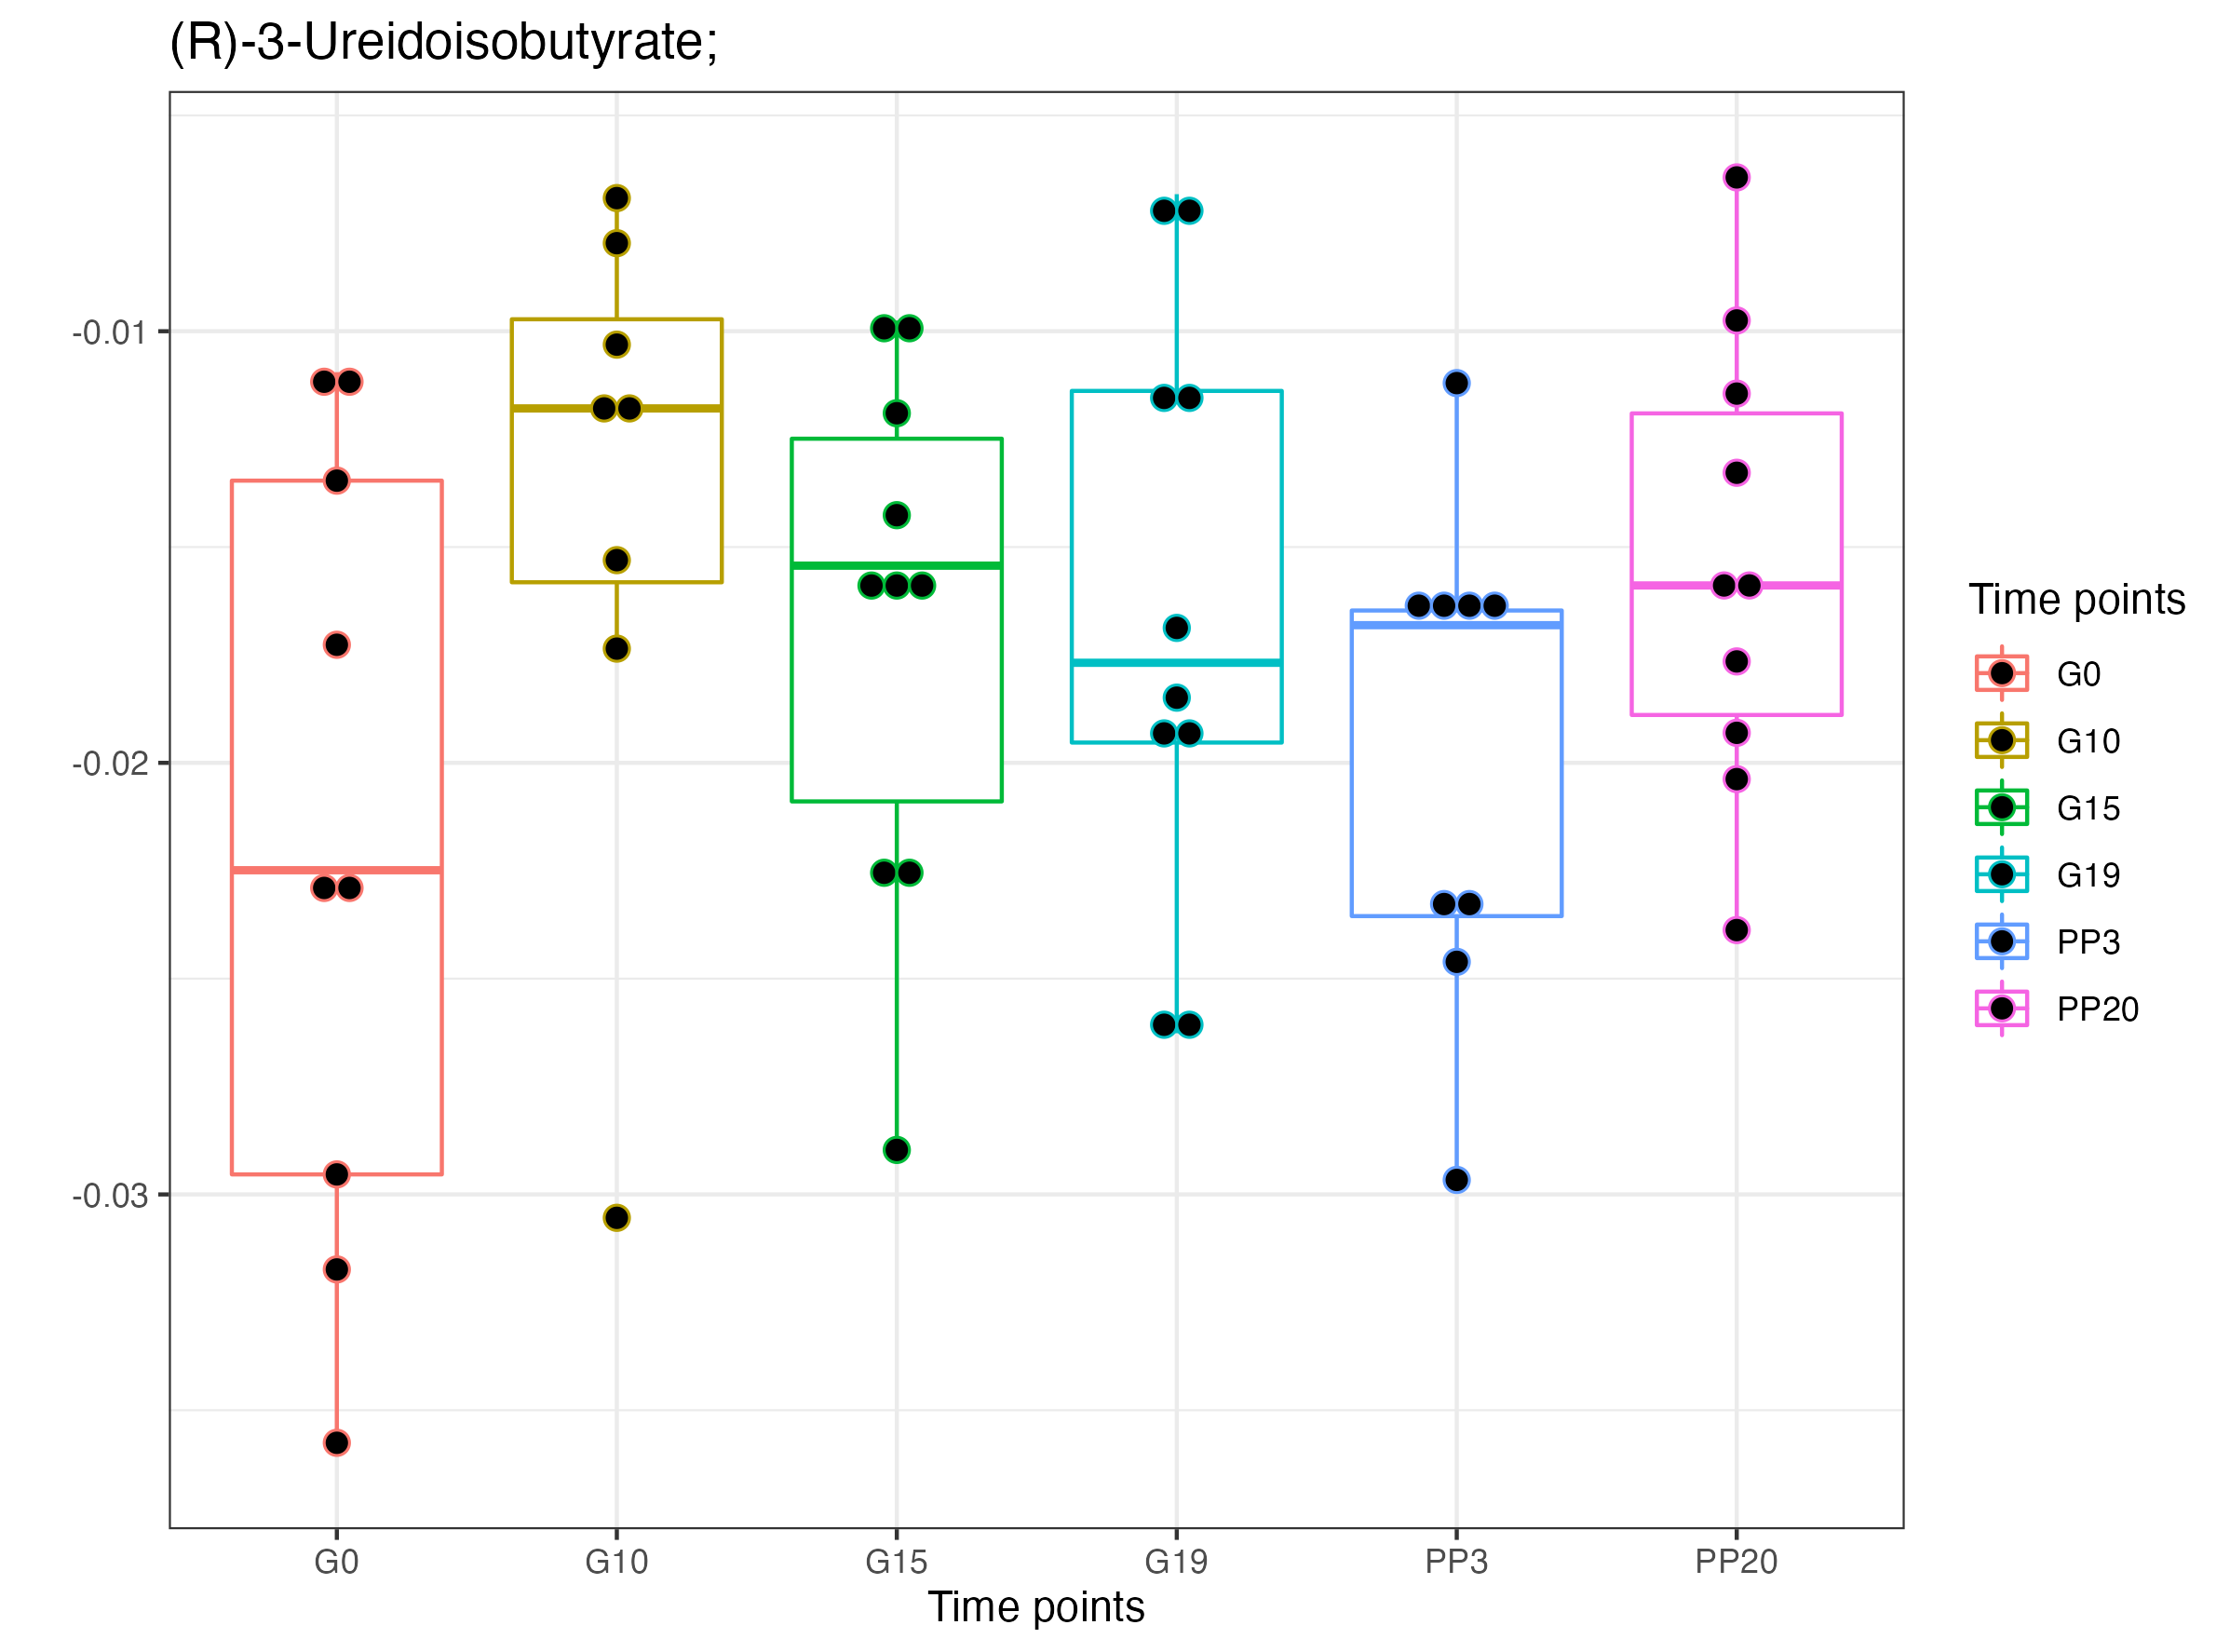 (R)-3-Ureidoisobutyrate;
-0.01
-0.02
-0.03
G0 G10 G15 G19 PP3 PP20
Time points
Time points
G0
G10
G15
G19
PP3
PP20